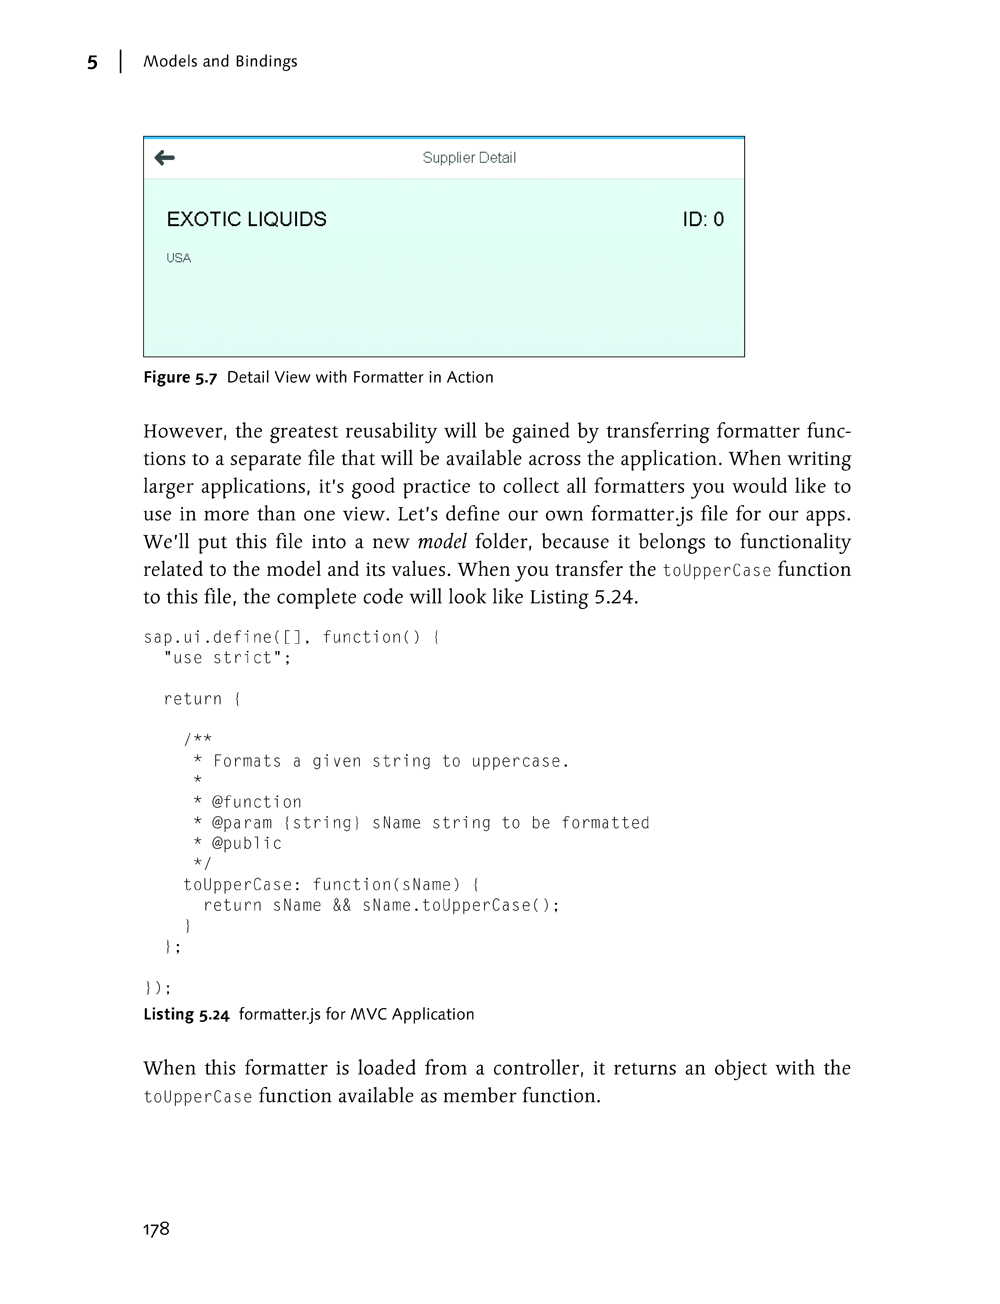 5 | Models and Bindings
Supplier Detail
EXOTIC LIQUIDS ID: 0
USA
Figure 5.7 Detail View with Formatter in Action
However, the greatest reusability will be gained by transferring formatter func-
tions to a separate file that will be available across the application. When writing
larger applications, it's good practice to collect all formatters you would like to
use in more than one view. Let's define our own formatter.js file for our apps.
We'll put this file into a new model folder, because it belongs to functionality
related to the model and its values. When you transfer the toUpperCase function
to this file, the complete code will look like Listing 5.24.
sap.ui.define([], function() {
  "use strict";
  return {
    /**
     * Formats a given string to uppercase.
     *
     * @function
     * @param {string} sName string to be formatted
     * @public
     */
    toUpperCase: function(sName) {
      return sName && sName.toUpperCase();
    }
  };
});
Listing 5.24 formatter.js for MVC Application
When this formatter is loaded from a controller, it returns an object with the
toUpperCase function available as member function.
178